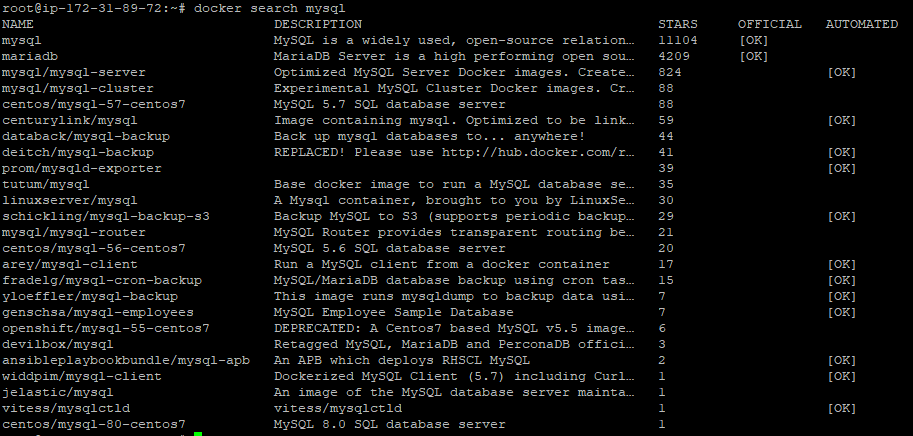 root@ip-172-31-89-72:~# docker search mysql
NAME DESCRIPTION STARS OFFICIAL AUTOMATED
mysql MySQL is a widely used, open-source relation… 11104 [OK]
mariadb MariaDB Server is a high performing open sou… 4209 [OK]
mysql/mysql-server Optimized MySQL Server Docker images. Create… 824 [OK]
mysql/mysql-cluster Experimental MySQL Cluster Docker images. Cr… 88
centos/mysql-57-centos7 MySQL 5.7 SQL database server 88
centurylink/mysql Image containing mysql. Optimized to be link… 59 [OK]
databack/mysql-backup Back up mysql databases to... anywhere! 44
deitch/mysql-backup REPLACED! Please use http://hub.docker.com/r… 41 [OK]
prom/mysqld-exporter 39 [OK]
tutum/mysql Base docker image to run a MySQL database se… 35
linuxserver/mysql A Mysql container, brought to you by LinuxSe… 30
schickling/mysql-backup-s3 Backup MySQL to S3 (supports periodic backup… 29 [OK]
mysql/mysql-router MySQL Router provides transparent routing be… 21
centos/mysql-56-centos7 MySQL 5.6 SQL database server 20
arey/mysql-client Run a MySQL client from a docker container 17 [OK]
fradelg/mysql-cron-backup MySQL/MariaDB database backup using cron tas… 15 [OK]
yloeffler/mysql-backup This image runs mysqldump to backup data usi… 7 [OK]
genschsa/mysql-employees MySQL Employee Sample Database 7 [OK]
openshift/mysql-55-centos7 DEPRECATED: A Centos7 based MySQL v5.5 image… 6
devilbox/mysql Retagged MySQL, MariaDB and PerconaDB offici… 3
ansibleplaybookbundle/mysql-apb An APB which deploys RHSCL MySQL 2 [OK]
widdpim/mysql-client Dockerized MySQL Client (5.7) including Curl… 1 [OK]
jelastic/mysql An image of the MySQL database server mainta… 1
vitess/mysqlctld vitess/mysqlctld 1 [OK]
centos/mysql-80-centos7 MySQL 8.0 SQL database server 1